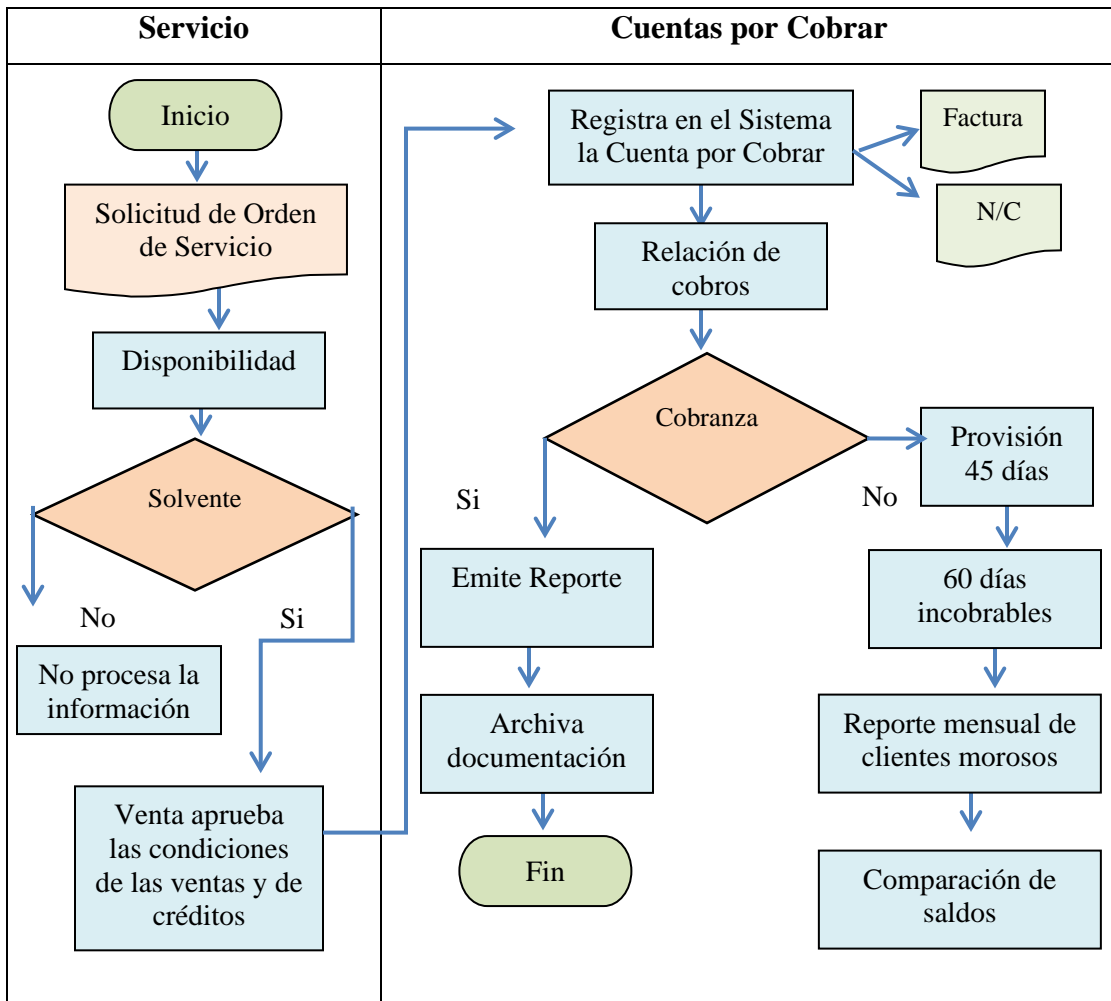 Servicio
Cuentas por Cobrar
Inicio
Solicitud de Orden
de Servicio
Disponibilidad
Solvente
No
Si
No procesa la
información
Venta aprueba
las condiciones
de las ventas y de
créditos
Registra en el Sistema
la Cuenta por Cobrar
Factura
N/C
Relación de
cobros
Cobranza
Si
No
Emite Reporte
Archiva
documentación
Fin
Provisión
45 días
60 días
incobrables
Reporte mensual de
clientes morosos
Comparación de
saldos